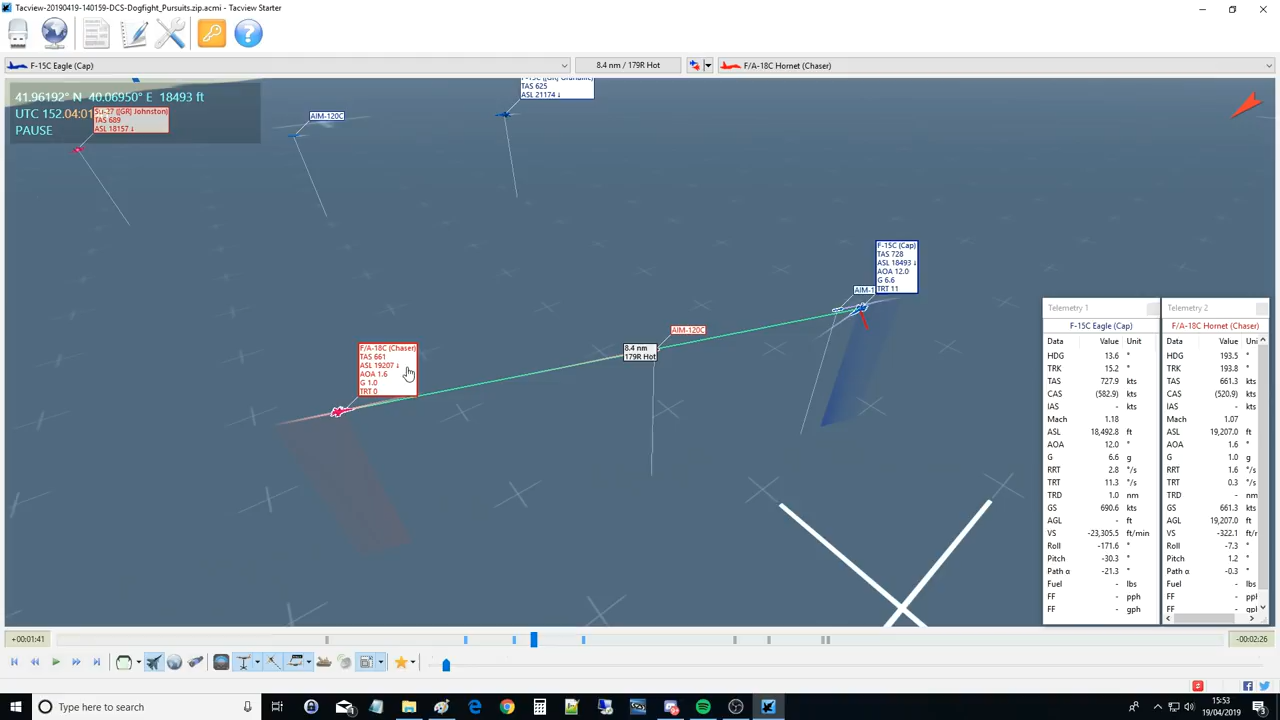 Tacview-20190419-140159-DCS-Dogfight_Pursuits.zip.acmi - Tacview Starter
F-15C Eagle (Cap)
8.4 nm / 179R Hot
F/A-18C Hornet (Chaser)
41.96192° N 40.06950° E 18493 ft
UTC 152.04:01
PAUSE
Su-27 ([GR] Johnston)
TAS 689
ASL 18157 ↓
AIM-120C
TAS 625
ASL 21174 ↓
F-15C (Cap)
TAS 728
ASL 18493 ↓
AOA 12.0
G 6.6
TRT 11
AIM-1
AIM-120C
8.4 nm
179R Hot
F/A-18C (Chaser)
TAS 661
ASL 19207 ↓
AOA 1.6
G 1.0
TRT 0
Telemetry 1
F-15C Eagle (Cap)
Data Value Unit
HDG 13.6 °
TRK 15.2 °
TAS 727.9 kts
CAS (582.9) kts
IAS - kts
Mach 1.18
ASL 18,492.8 ft
AOA 12.0 °
G 6.6 g
RRT 2.8 °/s
TRT 11.3 °/s
TRD 1.0 nm
GS 690.6 kts
AGL - ft
VS -23,305.5 ft/min
Roll -171.6 °
Pitch -30.3 °
Path α -21.3 °
Fuel - lbs
FF - pph
FF - gph
Telemetry 2
F/A-18C Hornet (Chaser)
Data Value Uni
HDG 193.5 °
TRK 193.8 °
TAS 661.3 kts
CAS (520.9) kts
IAS - kts
Mach 1.07
ASL 19,207.0 ft
AOA 1.6 °
G 1.0 g
RRT 1.6 °/s
TRT 0.3 °/s
TRD - nm
GS 661.3 kts
AGL 19,207.0 ft
VS -322.1 ft/r
Roll -7.3 °
Pitch 1.2 °
Path α -0.3 °
Fuel - lbs
FF - pph
FF - gpl
+00:01:41
-00:02:26
Type here to search
15:53
19/04/2019